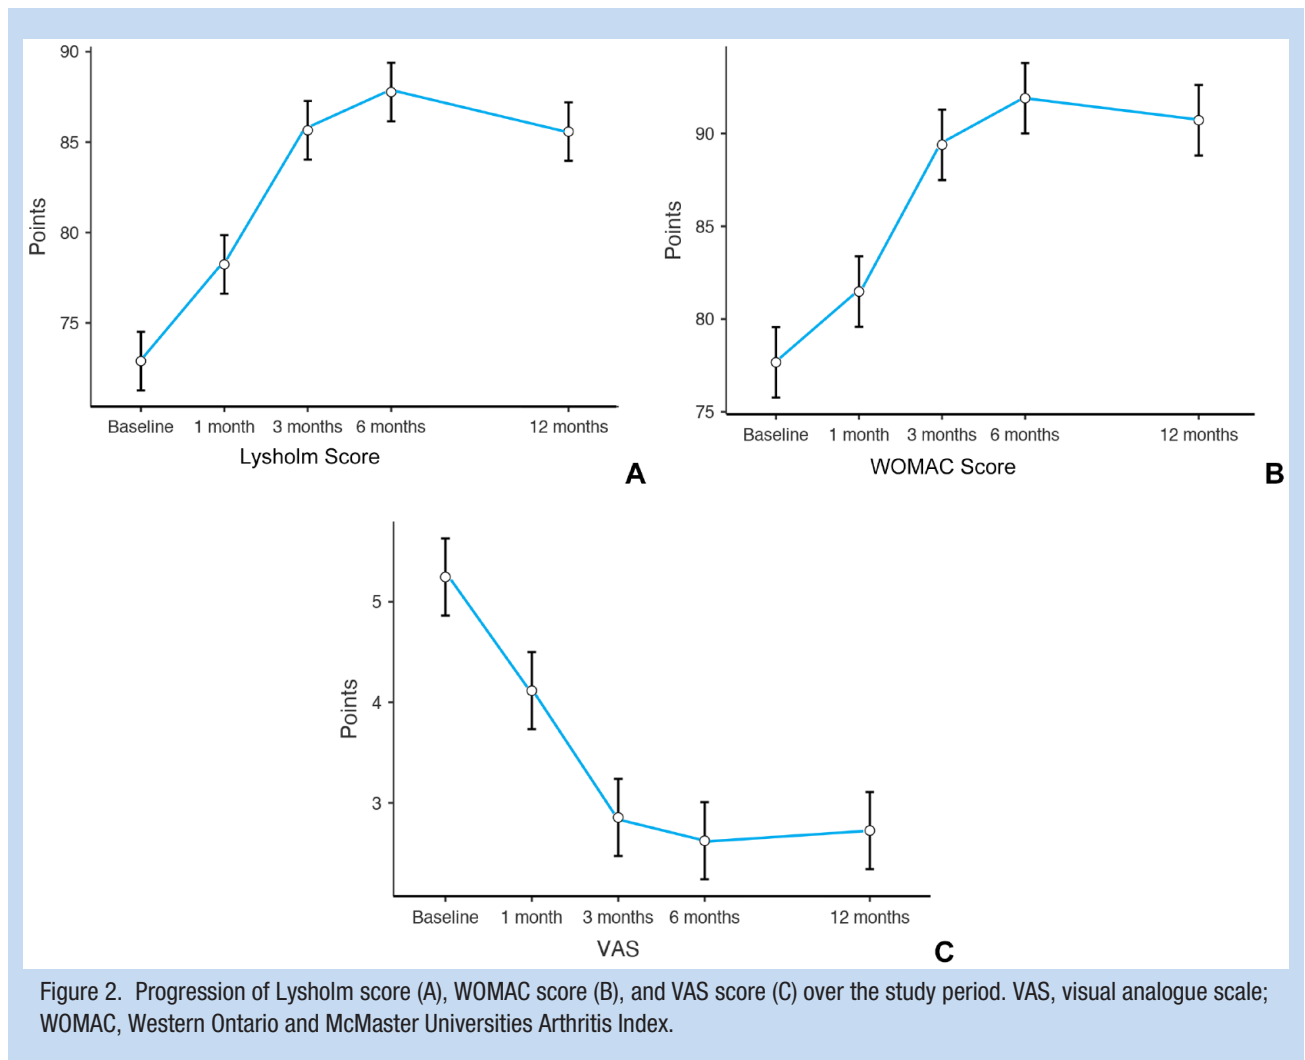 90
85
80
75
Points
Baseline 1 month 3 months 6 months 12 months
Lysholm Score
A
90
85
80
75
Points
Baseline 1 month 3 months 6 months 12 months
WOMAC Score
B
5
4
3
Points
Baseline 1 month 3 months 6 months 12 months
VAS
C
Figure 2. Progression of Lysholm score (A), WOMAC score (B), and VAS score (C) over the study period. VAS, visual analogue scale;
WOMAC, Western Ontario and McMaster Universities Arthritis Index.